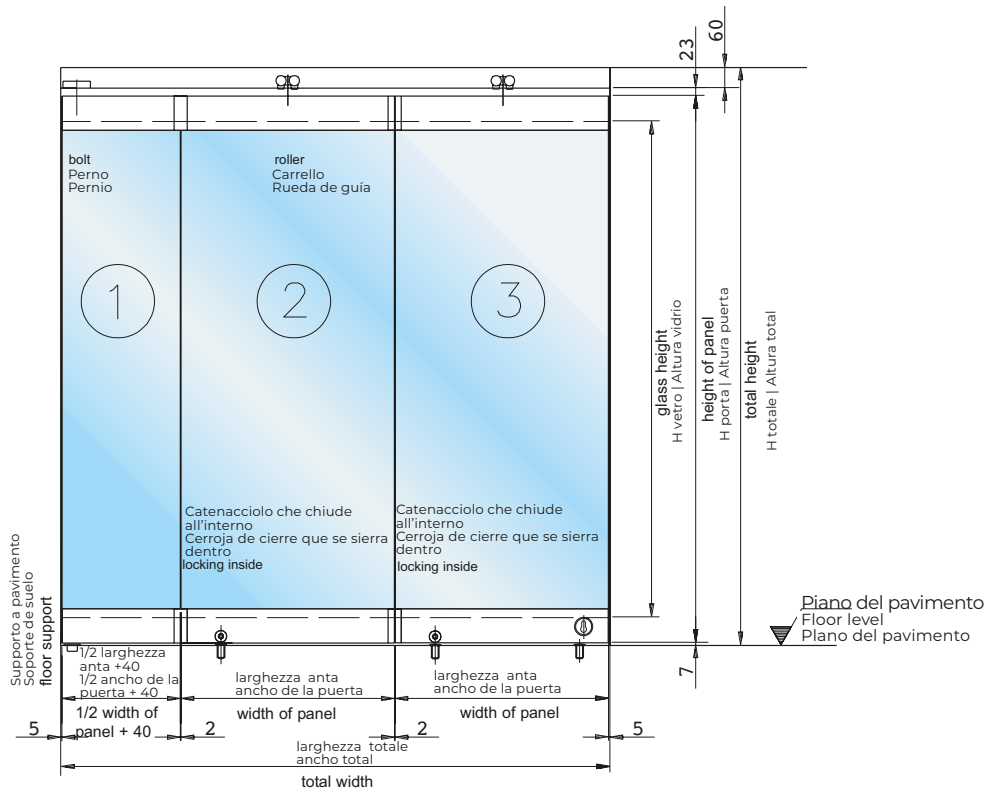 60
23
bolt
Perno
Pernio
roller
Carrello
Rueda de guía
1
2
3
glass height
H vetro | Altura vidrio
height of panel
H porta | Altura puerta
total height
H totale | Altura total
Catenacciolo che chiude
all'interno
Cerroja de cierre que se sierra
dentro
locking inside
Catenacciolo che chiude
all'interno
Cerroja de cierre que se sierra
dentro
locking inside
Supporto a pavimento
Soporte de suelo
floor support
Piano del pavimento
Floor level
Plano del pavimento
7
1/2 larghezza
anta +40
1/2 ancho de la
puerta + 40
1/2 width of
panel + 40
larghezza anta
ancho de la puerta
width of panel
larghezza anta
ancho de la puerta
width of panel
5
2
2
5
larghezza totale
ancho total
total width